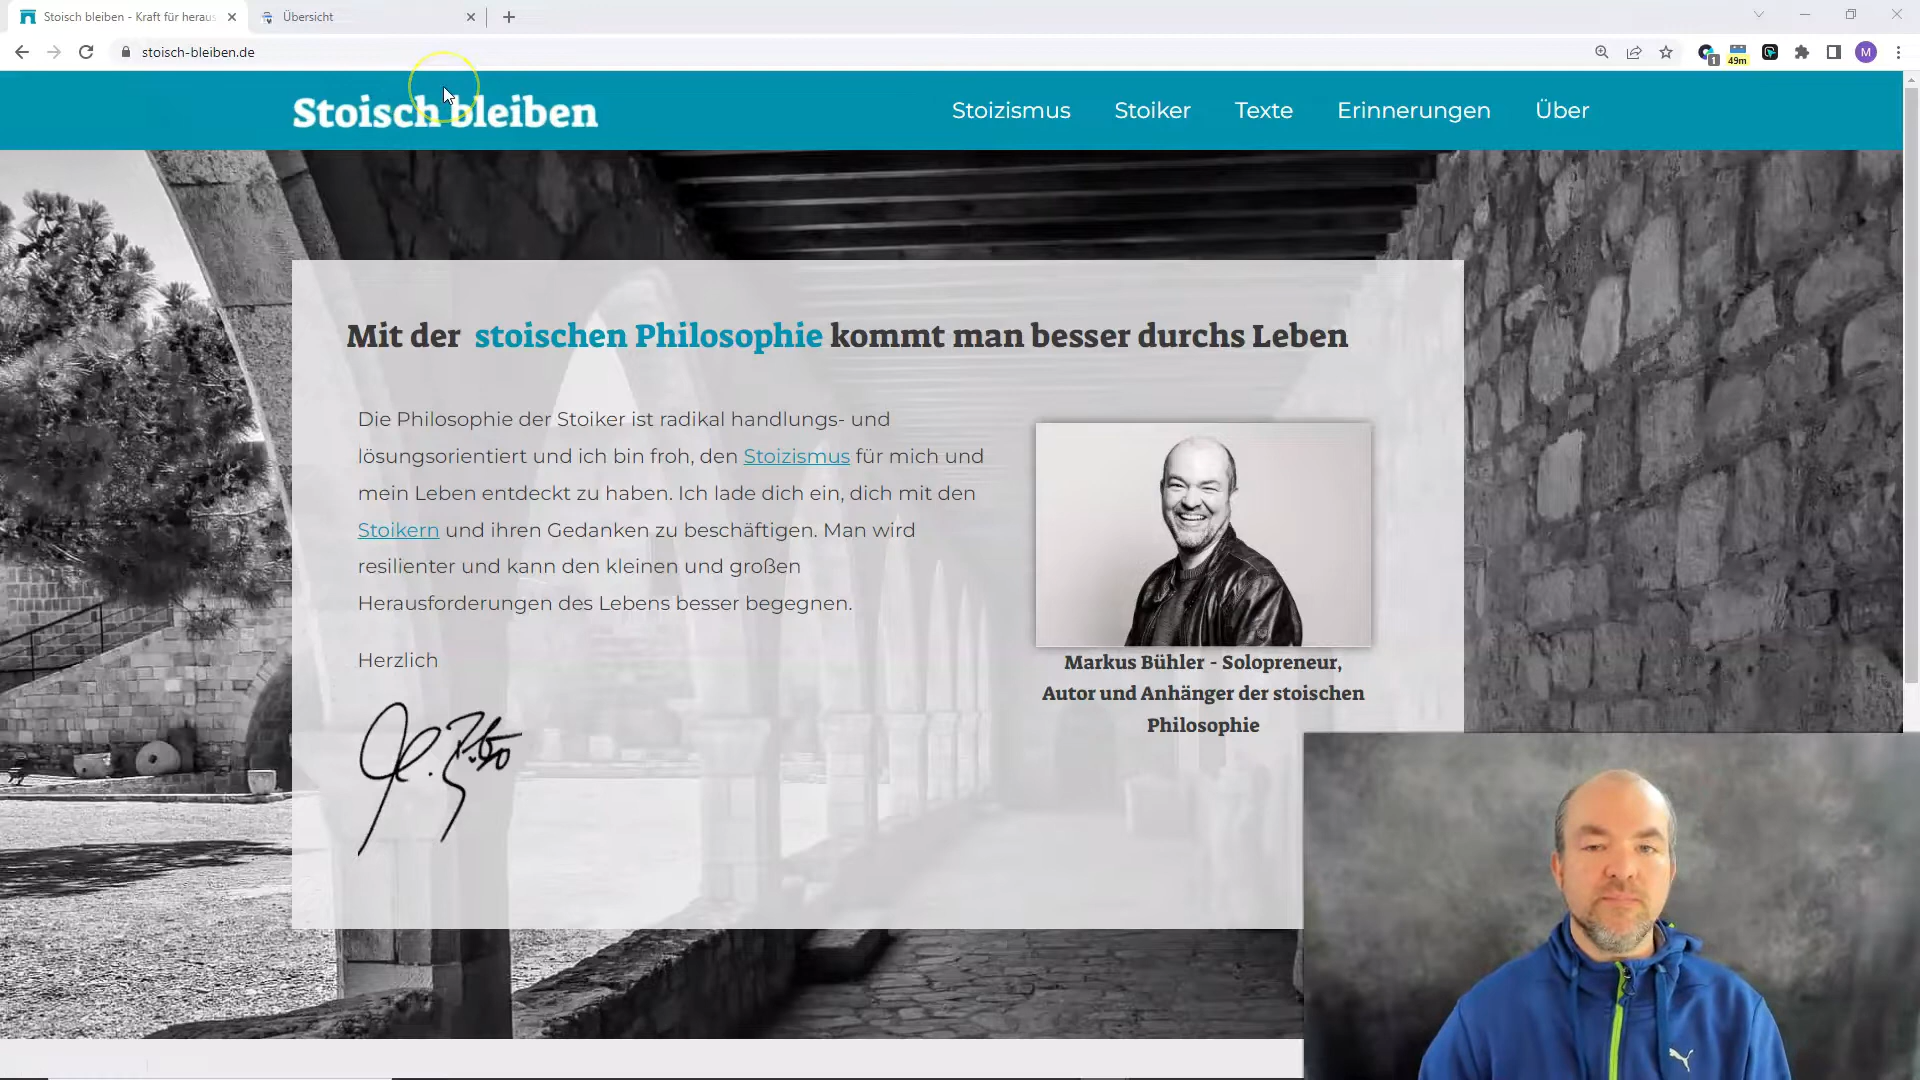 Stoisch bleiben - Kraft für heraus
Übersicht
stoisch-bleiben.de
1
49m
M
Stoisch bleiben
Stoizismus
Stoiker
Texte
Erinnerungen
Über
Mit der stoischen Philosophie kommt man besser durchs Leben
Die Philosophie der Stoiker ist radikal handlungs- und
lösungsorientiert und ich bin froh, den Stoizismus für mich und
mein Leben entdeckt zu haben. Ich lade dich ein, dich mit den
Stoikern und ihren Gedanken zu beschäftigen. Man wird
resilienter und kann den kleinen und großen
Herausforderungen des Lebens besser begegnen.
Herzlich
Markus Bühler - Solopreneur,
Autor und Anhänger der stoischen
Philosophie